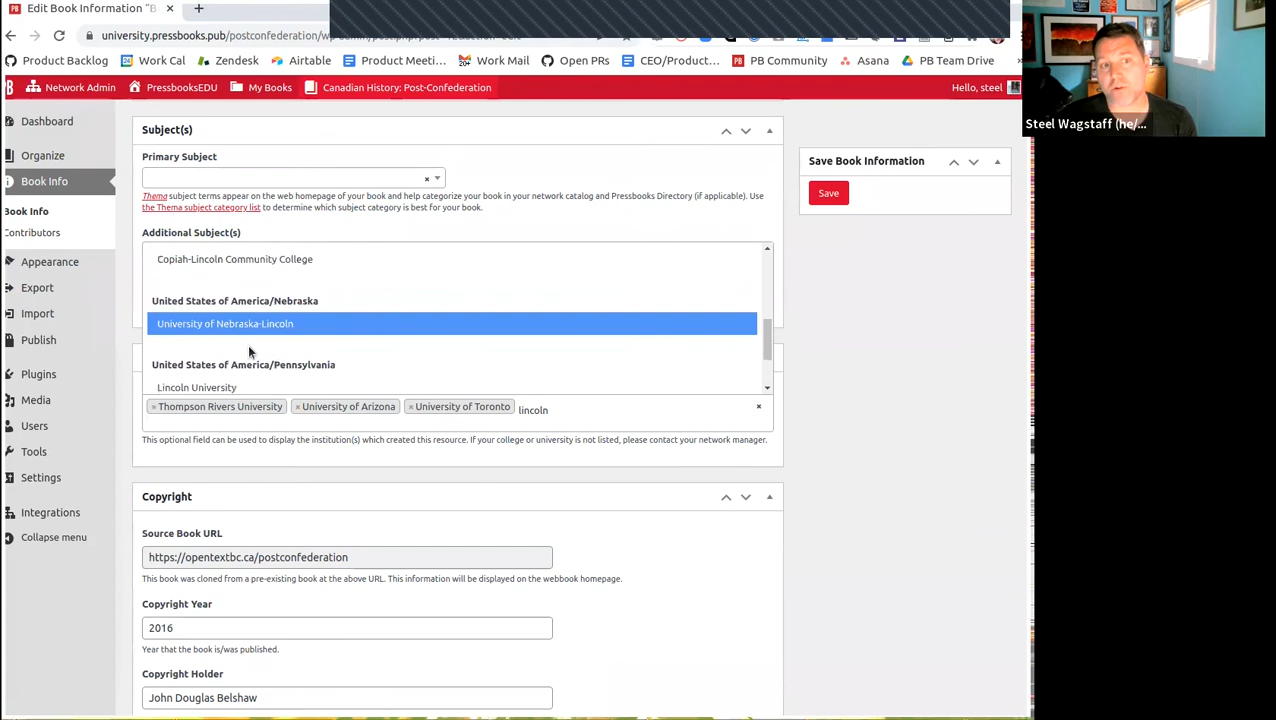 PB Edit Book Information "B × +
university.pressbooks.pub/postconfederation/
Product Backlog Work Cal Zendesk Airtable Product Meeti... Work Mail Open PRs CEO/Product... PB Community Asana PB Team Drive
Network Admin PressbooksEDU My Books Canadian History: Post-Confederation Hello, steel
Steel Wagstaff (he/...
Dashboard
Organize
Book Info
Book Info
Contributors
Appearance
Export
Import
Publish
Plugins
Media
Users
Tools
Settings
Integrations
Collapse menu
Subject(s)
Primary Subject
Thema subject terms appear on the web homepage of your book and help categorize your book in your network catalog and Pressbooks Directory (if applicable). Use
the Thema subject category list to determine which subject category is best for your book.
Additional Subject(s)
Copiah-Lincoln Community College
United States of America/Nebraska
University of Nebraska-Lincoln
United States of America/Pennsylvania
Lincoln University
× Thompson Rivers University × University of Arizona × University of Toronto lincoln ×
This optional field can be used to display the institution(s) which created this resource. If your college or university is not listed, please contact your network manager.
Copyright
Source Book URL
https://opentextbc.ca/postconfederation
This book was cloned from a pre-existing book at the above URL. This information will be displayed on the webbook homepage.
Copyright Year
2016
Year that the book is/was published.
Copyright Holder
John Douglas Belshaw
Save Book Information
Save